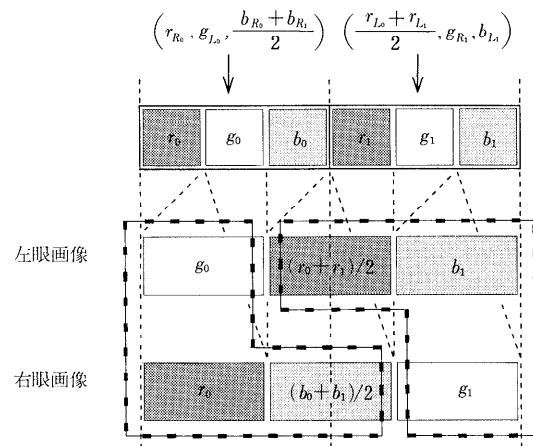 (r_{R_0}, g_{L_0}, \frac{b_{R_0}+b_{R_1}}{2}) (\frac{r_{L_0}+r_{L_1}}{2}, g_{R_1}, b_{L_1})
r_0 g_0 b_0 r_1 g_1 b_1
左眼画像 g_0 (r_0+r_1)/2 b_1
右眼画像 r_0 (b_0+b_1)/2 g_1